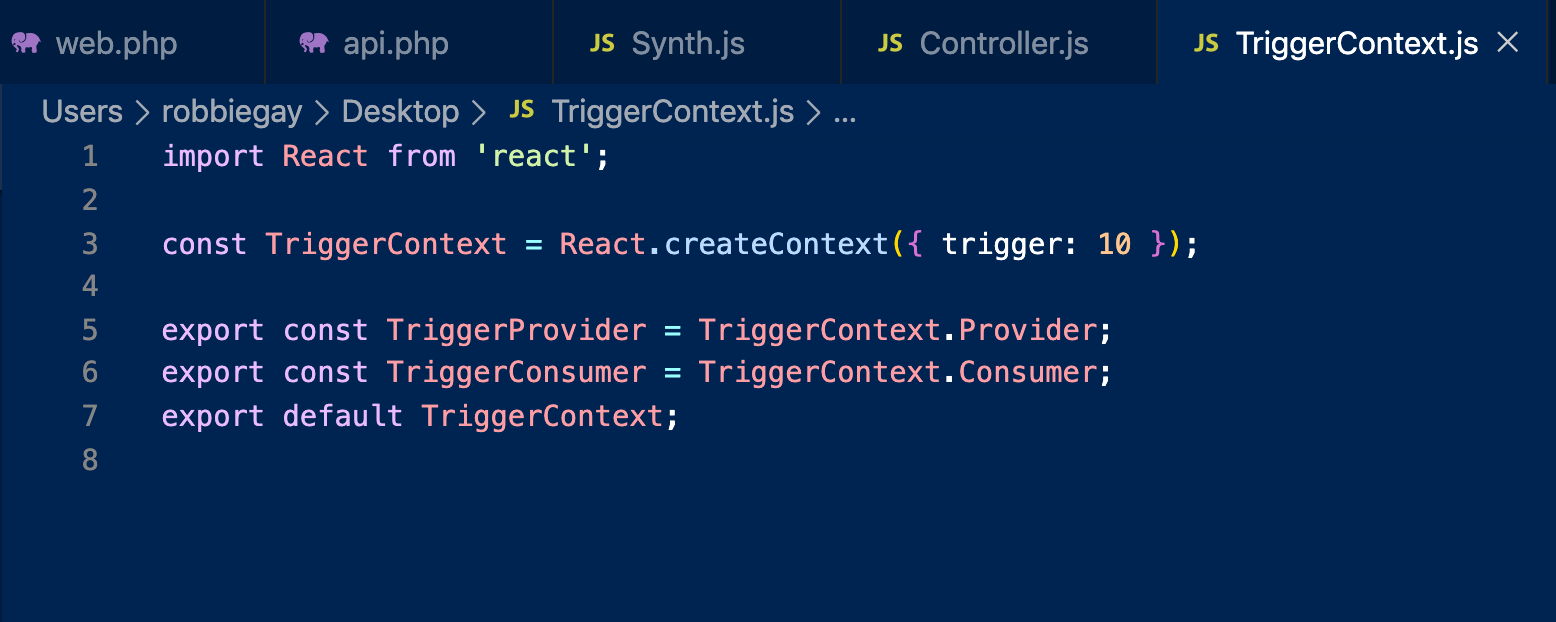 web.php api.php JS Synth.js JS Controller.js JS TriggerContext.js ×
Users > robbiegay > Desktop > JS TriggerContext.js > ...
1 import React from 'react';
2
3 const TriggerContext = React.createContext({ trigger: 10 });
4
5 export const TriggerProvider = TriggerContext.Provider;
6 export const TriggerConsumer = TriggerContext.Consumer;
7 export default TriggerContext;
8